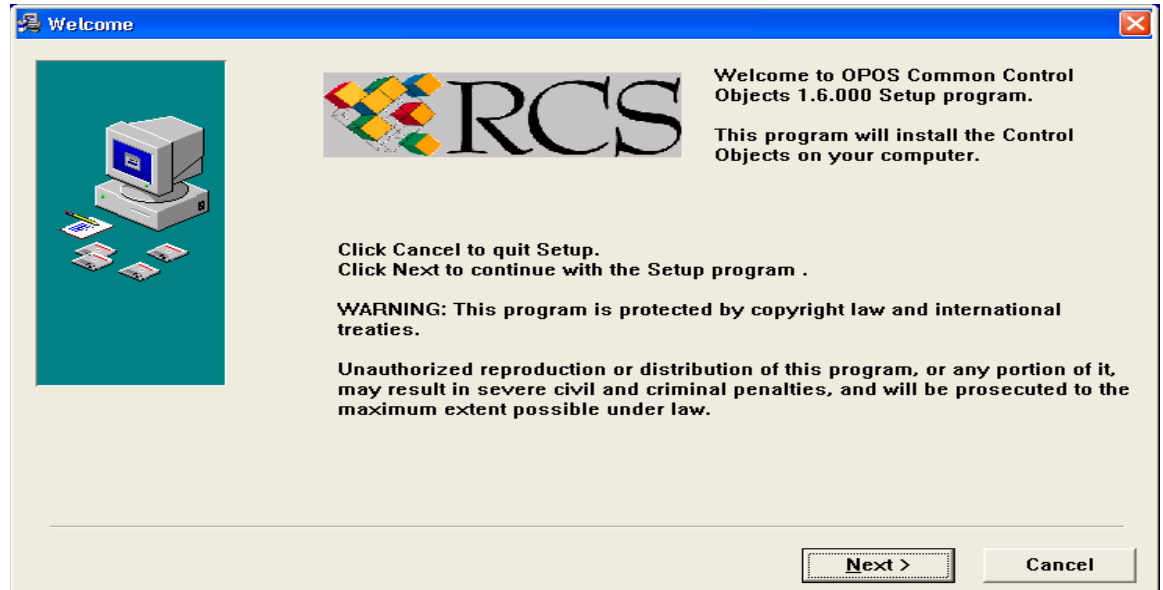 Welcome
RCS
Welcome to OPOS Common Control
Objects 1.6.000 Setup program.
This program will install the Control
Objects on your computer.
Click Cancel to quit Setup.
Click Next to continue with the Setup program .
WARNING: This program is protected by copyright law and international
treaties.
Unauthorized reproduction or distribution of this program, or any portion of it,
may result in severe civil and criminal penalties, and will be prosecuted to the
maximum extent possible under law.
Next >
Cancel